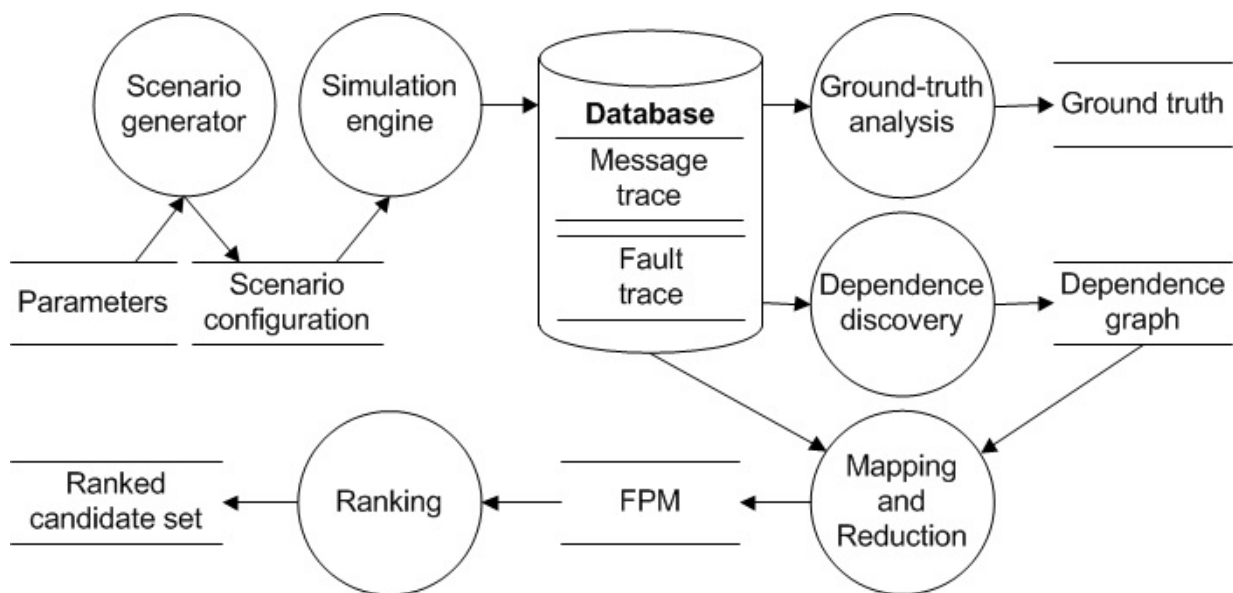 Scenario
generator
Simulation
engine
Database
Message
trace
Fault
trace
Ground-truth
analysis
Ground truth
Parameters
Scenario
configuration
Dependence
discovery
Dependence
graph
Ranked
candidate set
Ranking
FPM
Mapping
and
Reduction